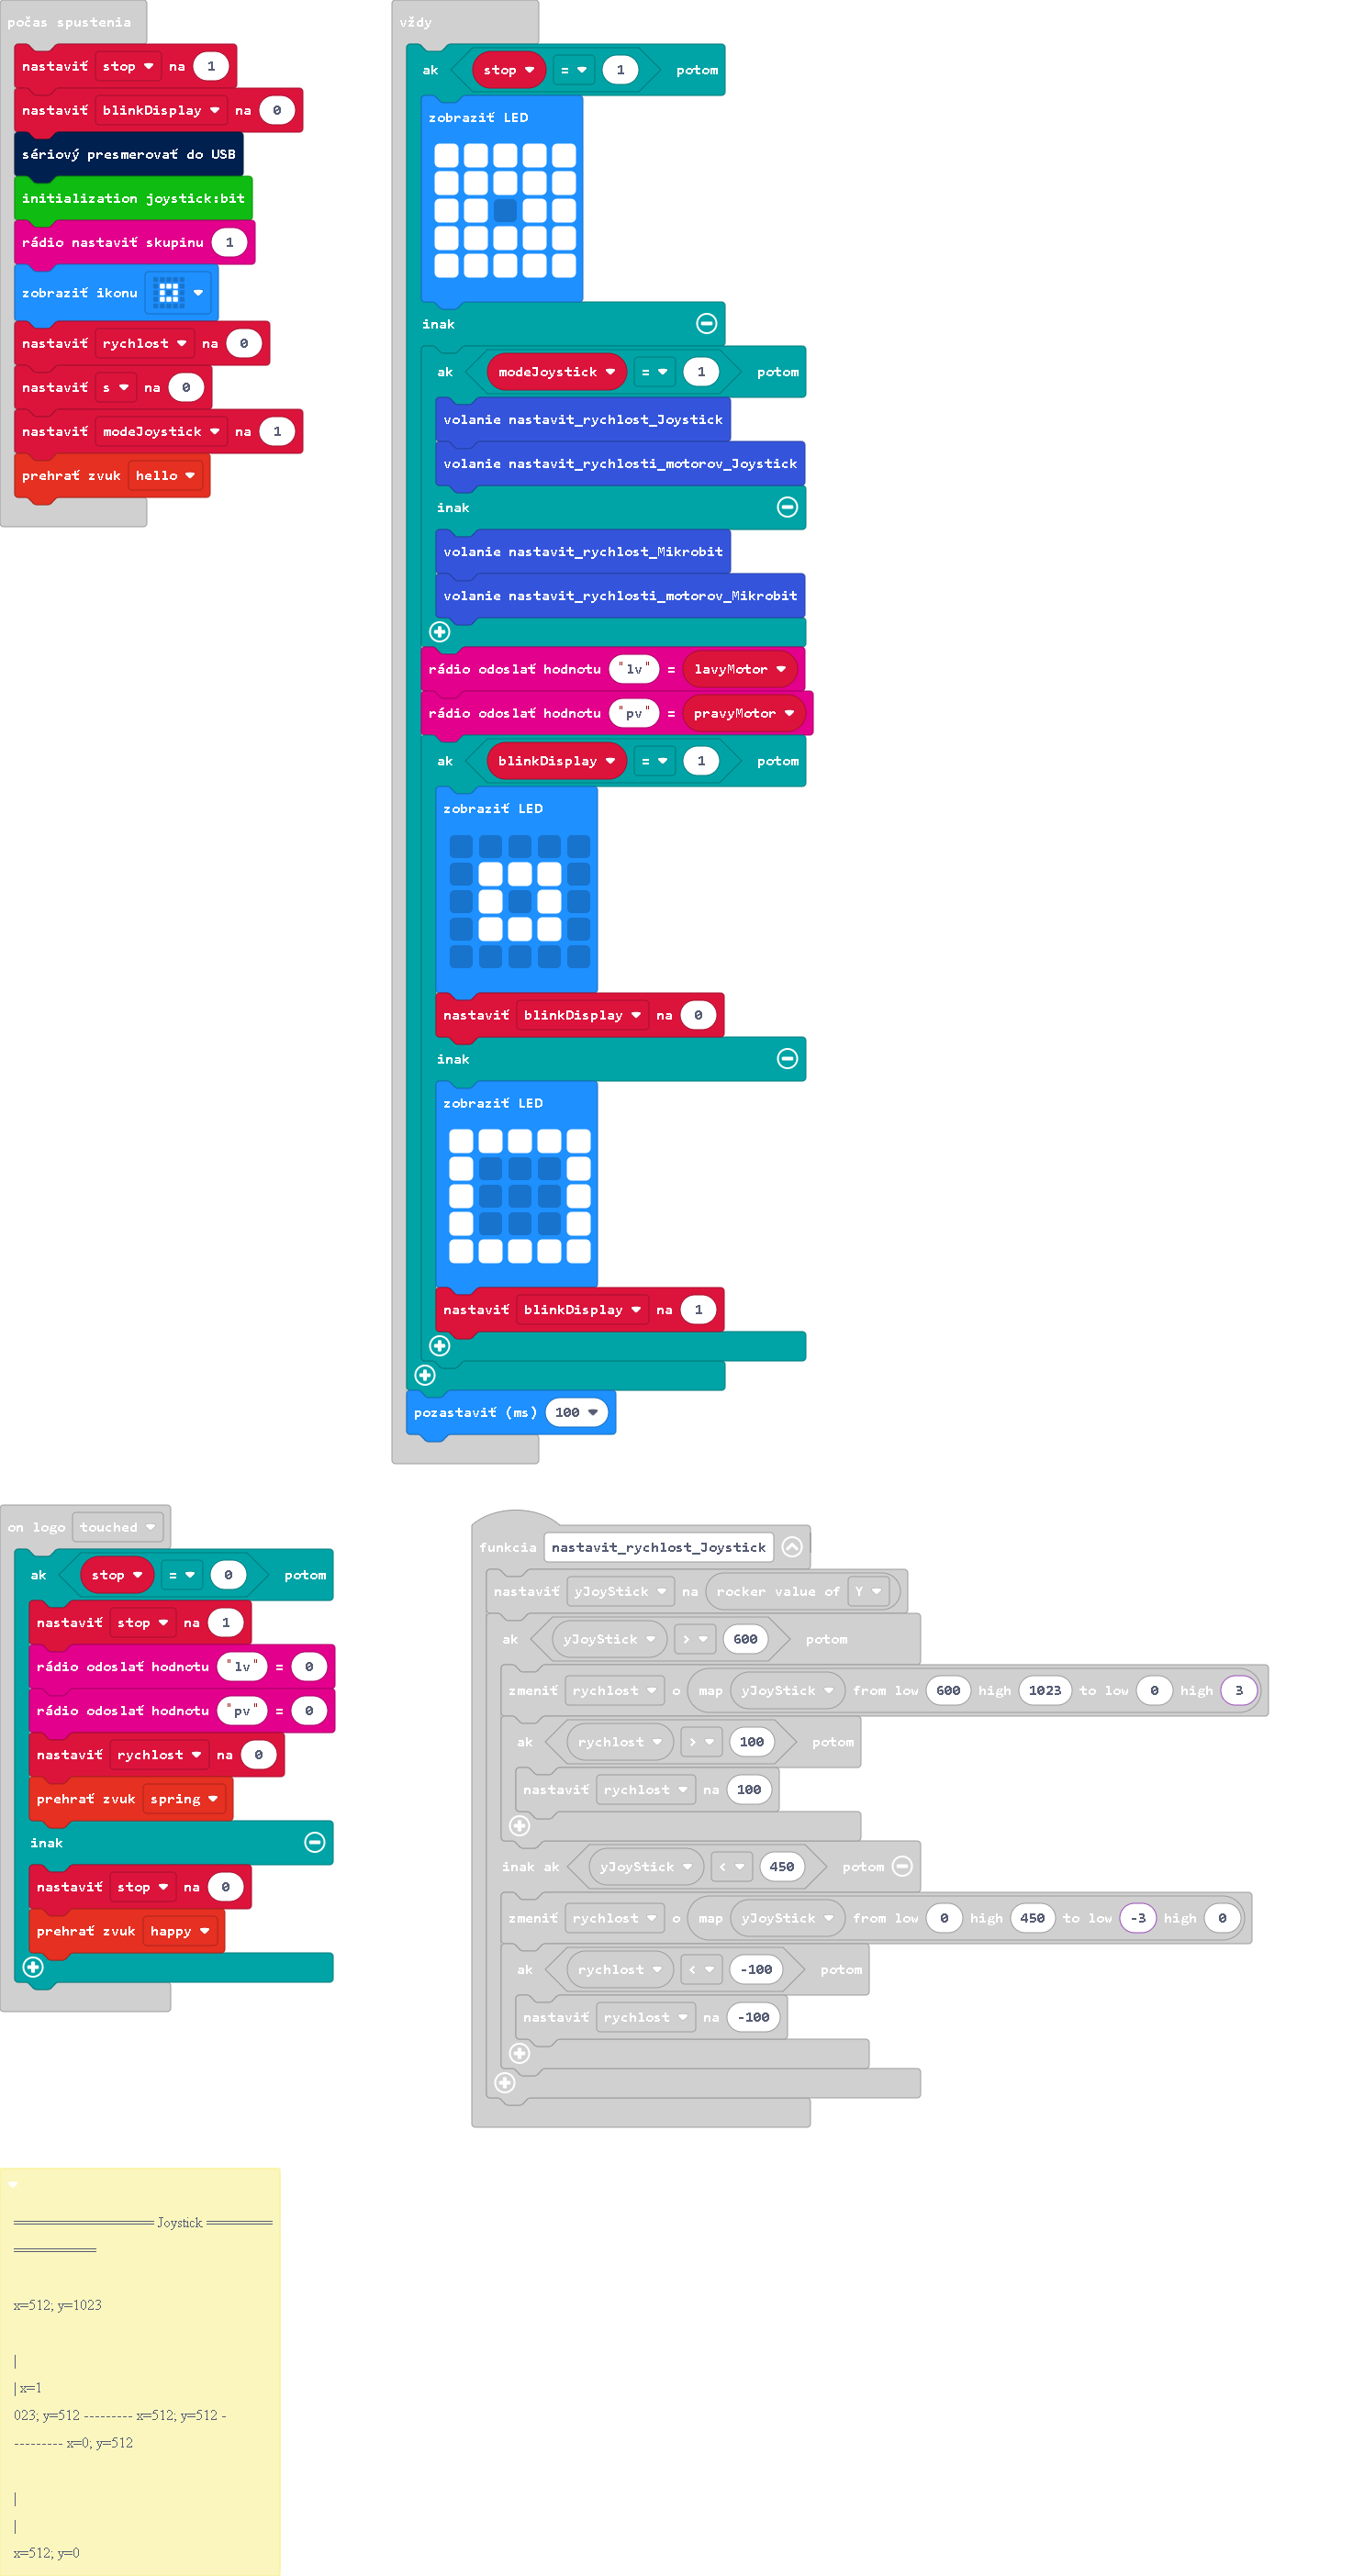 počas spustenia
nastaviť stop na 1
nastaviť blinkDisplay na 0
sériový presmerovať do USB
initialization joystick:bit
rádio nastaviť skupinu 1
zobraziť ikonu
nastaviť rychlost na 0
nastaviť s na 0
nastaviť modeJoystick na 1
prehrať zvuk hello
vždy
ak stop = 1 potom
zobraziť LED
inak
ak modeJoystick = 1 potom
volanie nastavit_rychlost_Joystick
volanie nastavit_rychlosti_motorov_Joystick
inak
volanie nastavit_rychlost_Mikrobit
volanie nastavit_rychlosti_motorov_Mikrobit
rádio odoslať hodnotu "lv" = lavyMotor
rádio odoslať hodnotu "pv" = pravyMotor
ak blinkDisplay = 1 potom
zobraziť LED
nastaviť blinkDisplay na 0
inak
zobraziť LED
nastaviť blinkDisplay na 1
pozastaviť (ms) 100
on logo touched
ak stop = 0 potom
nastaviť stop na 1
rádio odoslať hodnotu "lv" = 0
rádio odoslať hodnotu "pv" = 0
nastaviť rychlost na 0
prehrať zvuk spring
inak
nastaviť stop na 0
prehrať zvuk happy
funkcia nastavit_rychlost_Joystick
nastaviť yJoyStick na rocker value of Y
ak yJoyStick > 600 potom
zmeniť rychlost o map yJoyStick from low 600 high 1023 to low 0 high 3
ak rychlost > 100 potom
nastaviť rychlost na 100
inak ak yJoyStick < 450 potom
zmeniť rychlost o map yJoyStick from low 0 high 450 to low -3 high 0
ak rychlost < -100 potom
nastaviť rychlost na -100
================= Joystick ========
==========
x=512; y=1023
|
| x=1
023; y=512 --------- x=512; y=512 -
--------- x=0; y=512
|
|
x=512; y=0